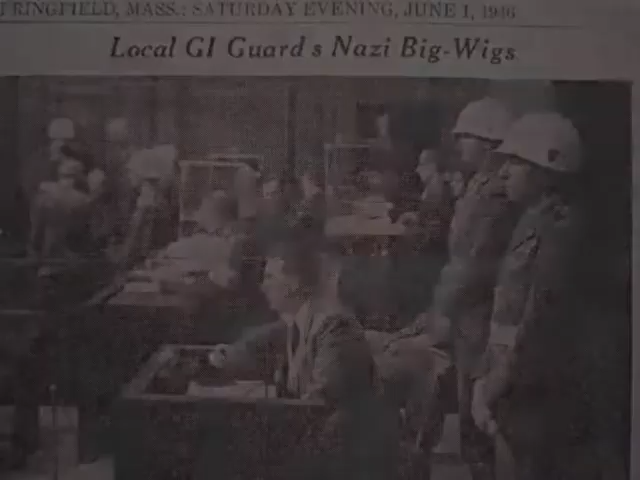 RINGFIELD, MASS.: SATURDAY EVENING, JUNE 1, 1946
Local GI Guards Nazi Big-Wigs